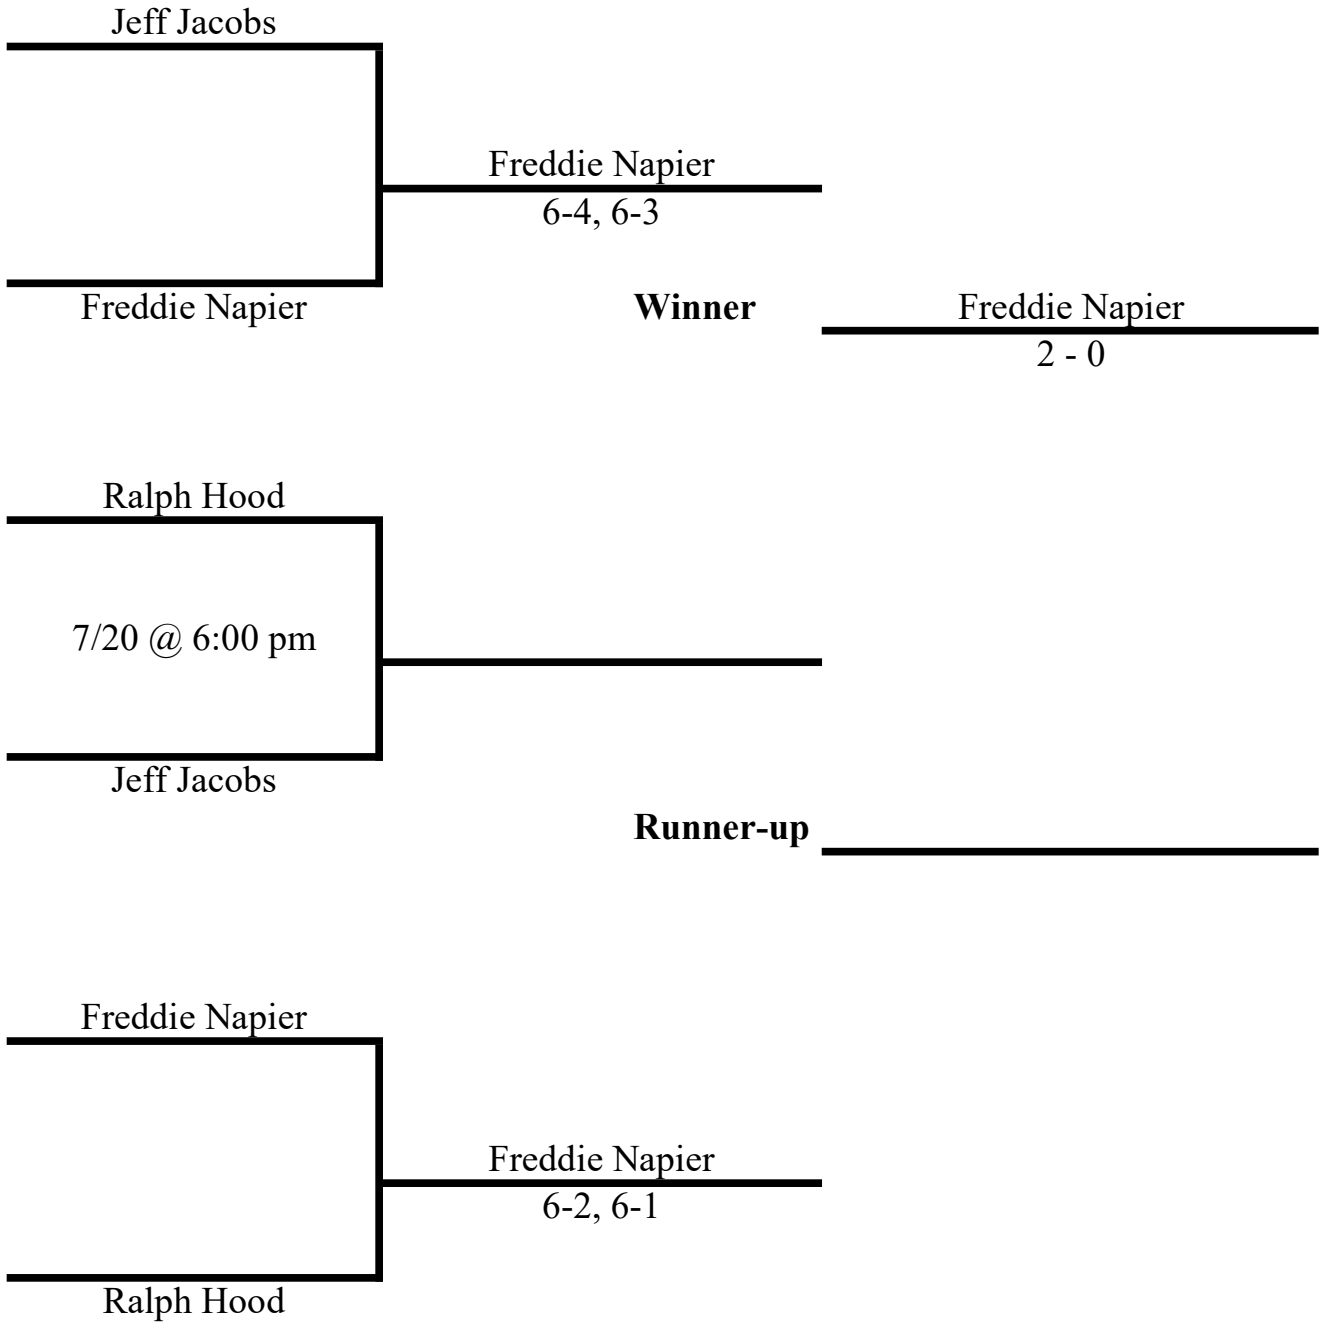 Jeff Jacobs
Freddie Napier
6-4, 6-3
Freddie Napier
Winner
Freddie Napier
2 - 0
Ralph Hood
7/20 @ 6:00 pm
Jeff Jacobs
Runner-up
Freddie Napier
Freddie Napier
6-2, 6-1
Ralph Hood